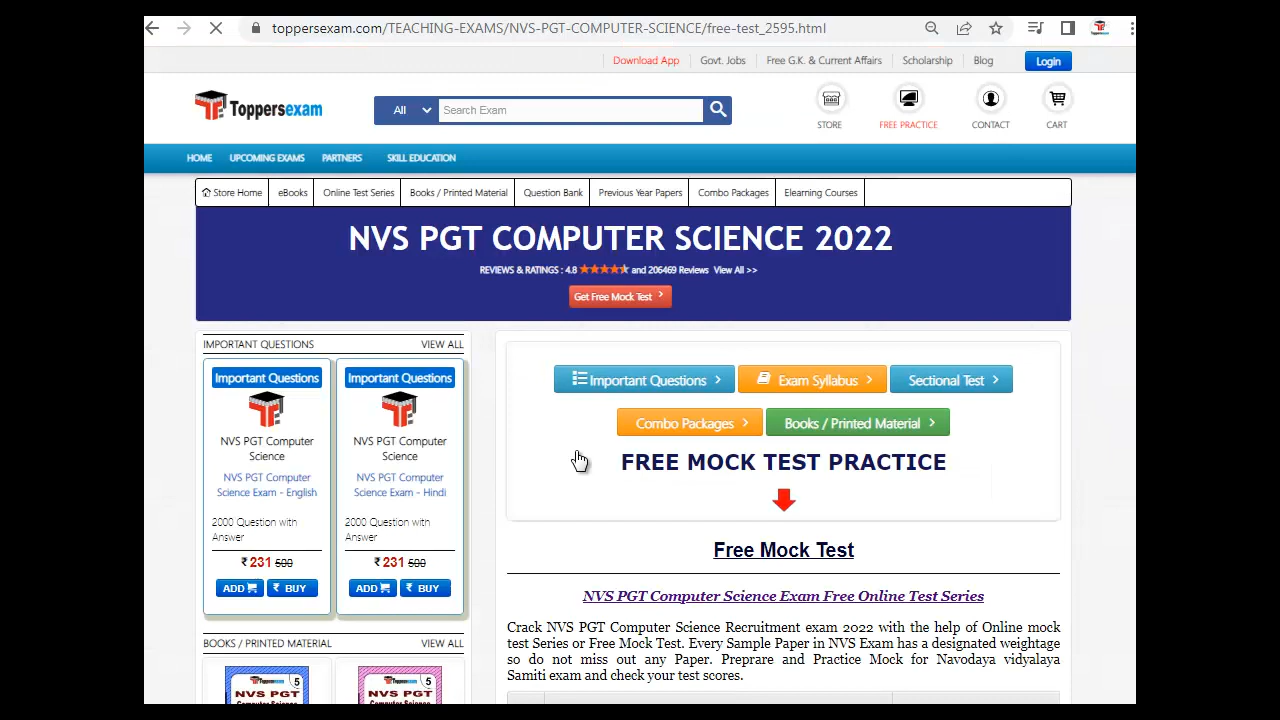 toppersexam.com/TEACHING-EXAMS/NVS-PGT-COMPUTER-SCIENCE/free-test_2595.html
Download App Govt. Jobs Free G.K. & Current Affairs Scholarship Blog Login
Toppersexam All Search Exam
STORE FREE PRACTICE CONTACT CART
HOME UPCOMING EXAMS PARTNERS SKILL EDUCATION
Store Home eBooks Online Test Series Books / Printed Material Question Bank Previous Year Papers Combo Packages Elearning Courses
NVS PGT COMPUTER SCIENCE 2022
REVIEWS & RATINGS : 4.8 and 206469 Reviews View All >>
Get Free Mock Test
IMPORTANT QUESTIONS VIEW ALL
Important Questions
NVS PGT Computer
Science
NVS PGT Computer
Science Exam - English
2000 Question with
Answer
₹ 231 500
ADD ₹ BUY
Important Questions
NVS PGT Computer
Science
NVS PGT Computer
Science Exam - Hindi
2000 Question with
Answer
₹ 231 500
ADD ₹ BUY
BOOKS / PRINTED MATERIAL VIEW ALL
Toppersexam 5
NVS PGT
Computer Science
Toppersexam 5
NVS PGT
Computer Science
Important Questions Exam Syllabus Sectional Test
Combo Packages Books / Printed Material
FREE MOCK TEST PRACTICE
Free Mock Test
NVS PGT Computer Science Exam Free Online Test Series
Crack NVS PGT Computer Science Recruitment exam 2022 with the help of Online mock
test Series or Free Mock Test. Every Sample Paper in NVS Exam has a designated weightage
so do not miss out any Paper. Preprare and Practice Mock for Navodaya vidyalaya
Samiti exam and check your test scores.